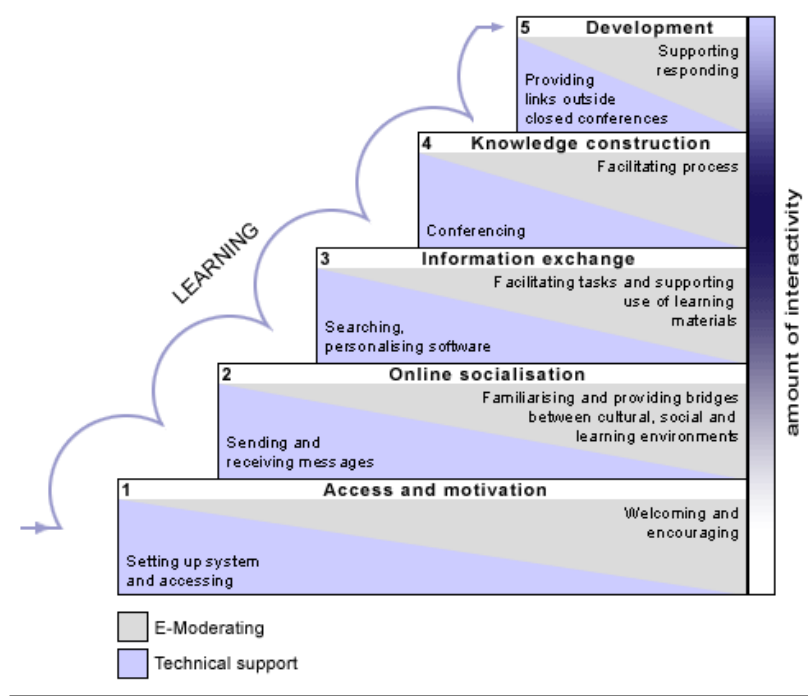 5 Development
Supporting
responding
Providing
links outside
closed conferences
4 Knowledge construction
Facilitating process
Conferencing
3 Information exchange
Facilitating tasks and supporting
use of learning
materials
Searching,
personalising software
2 Online socialisation
Familiarising and providing bridges
between cultural, social and
learning environments
Sending and
receiving messages
1 Access and motivation
Welcoming and
encouraging
Setting up system
and accessing
LEARNING
amount of interactivity
E-Moderating
Technical support